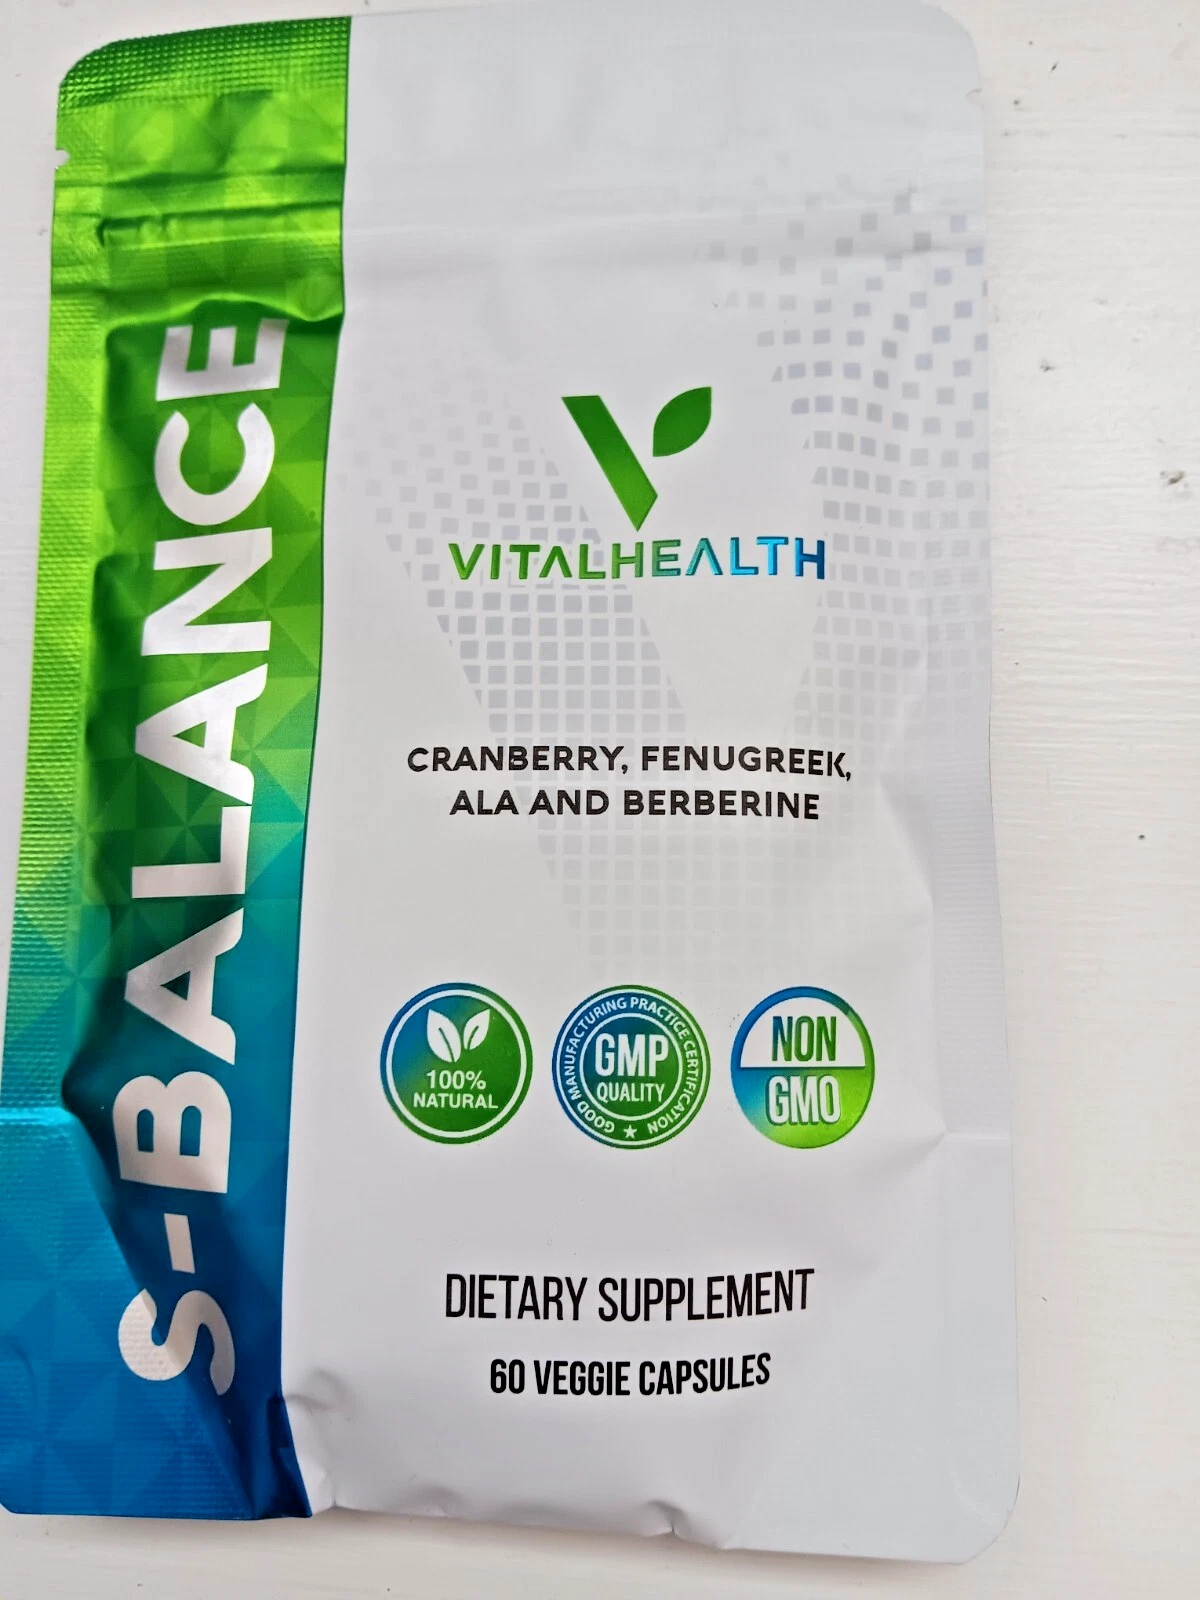 S-BALANCE
VITALHEALTH
CRANBERRY, FENUGREEK,
ALA AND BERBERINE
100%
NATURAL
GOOD MANUFACTURING PRACTICE CERTIFICATION
GMP
QUALITY
NON
GMO
DIETARY SUPPLEMENT
60 VEGGIE CAPSULES